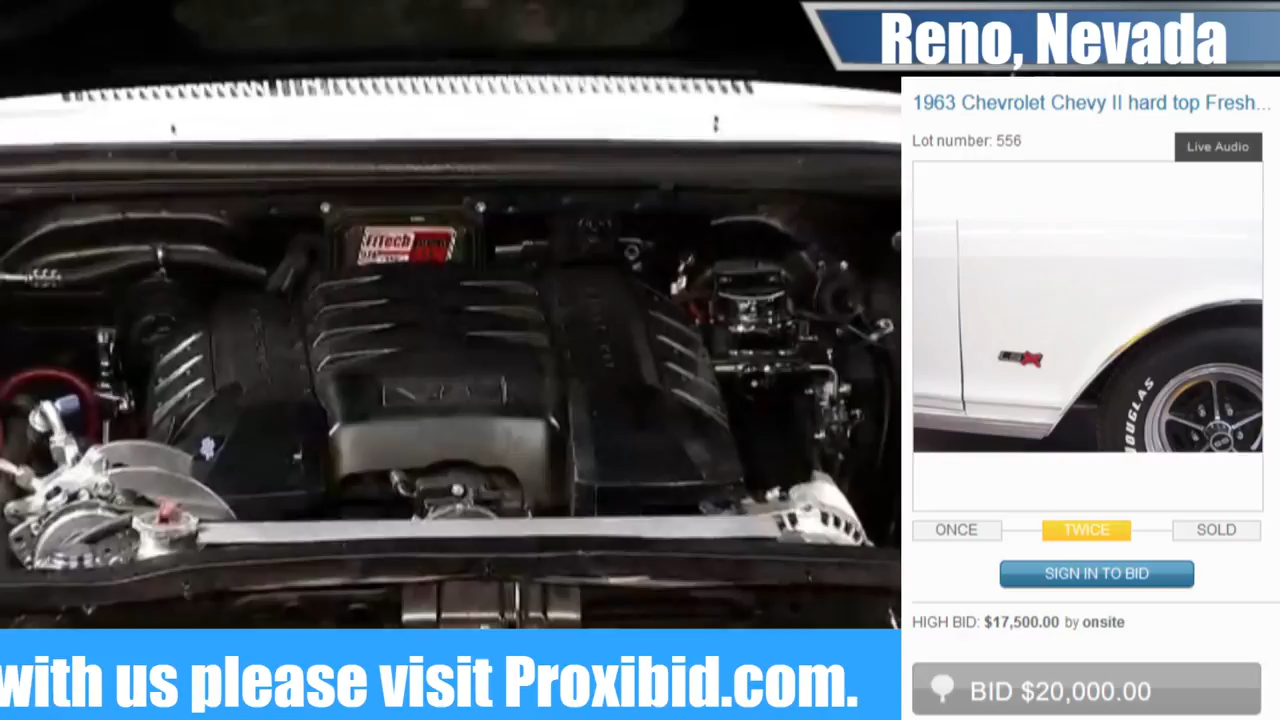 Reno, Nevada
1963 Chevrolet Chevy II hard top Fresh...
Lot number: 556
Live Audio
FiTech
DOUGLAS
ONCE
TWICE
SOLD
SIGN IN TO BID
HIGH BID: $17,500.00 by onsite
with us please visit Proxibid.com.
BID $20,000.00